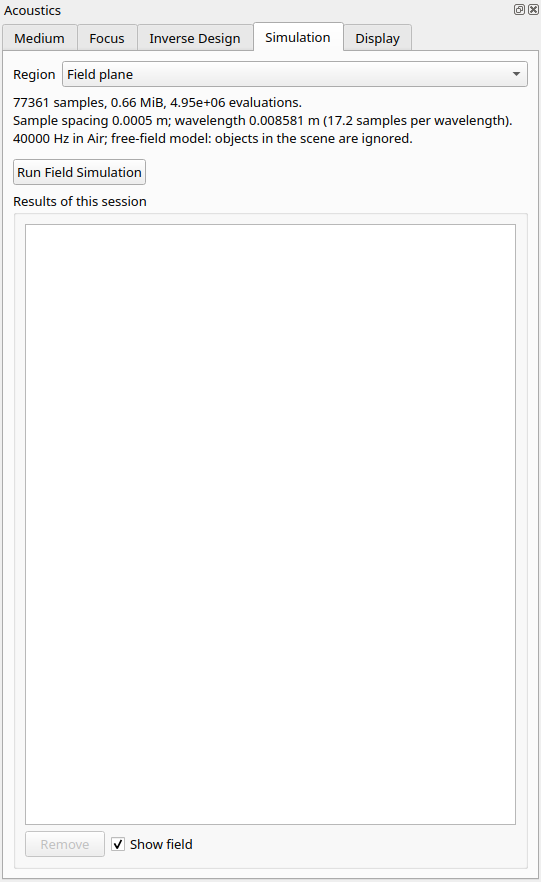 Acoustics
Medium
Focus
Inverse Design
Simulation
Display
Region
Field plane
77361 samples, 0.66 MiB, 4.95e+06 evaluations.
Sample spacing 0.0005 m; wavelength 0.008581 m (17.2 samples per wavelength).
40000 Hz in Air; free-field model: objects in the scene are ignored.
Run Field Simulation
Results of this session
Remove
Show field